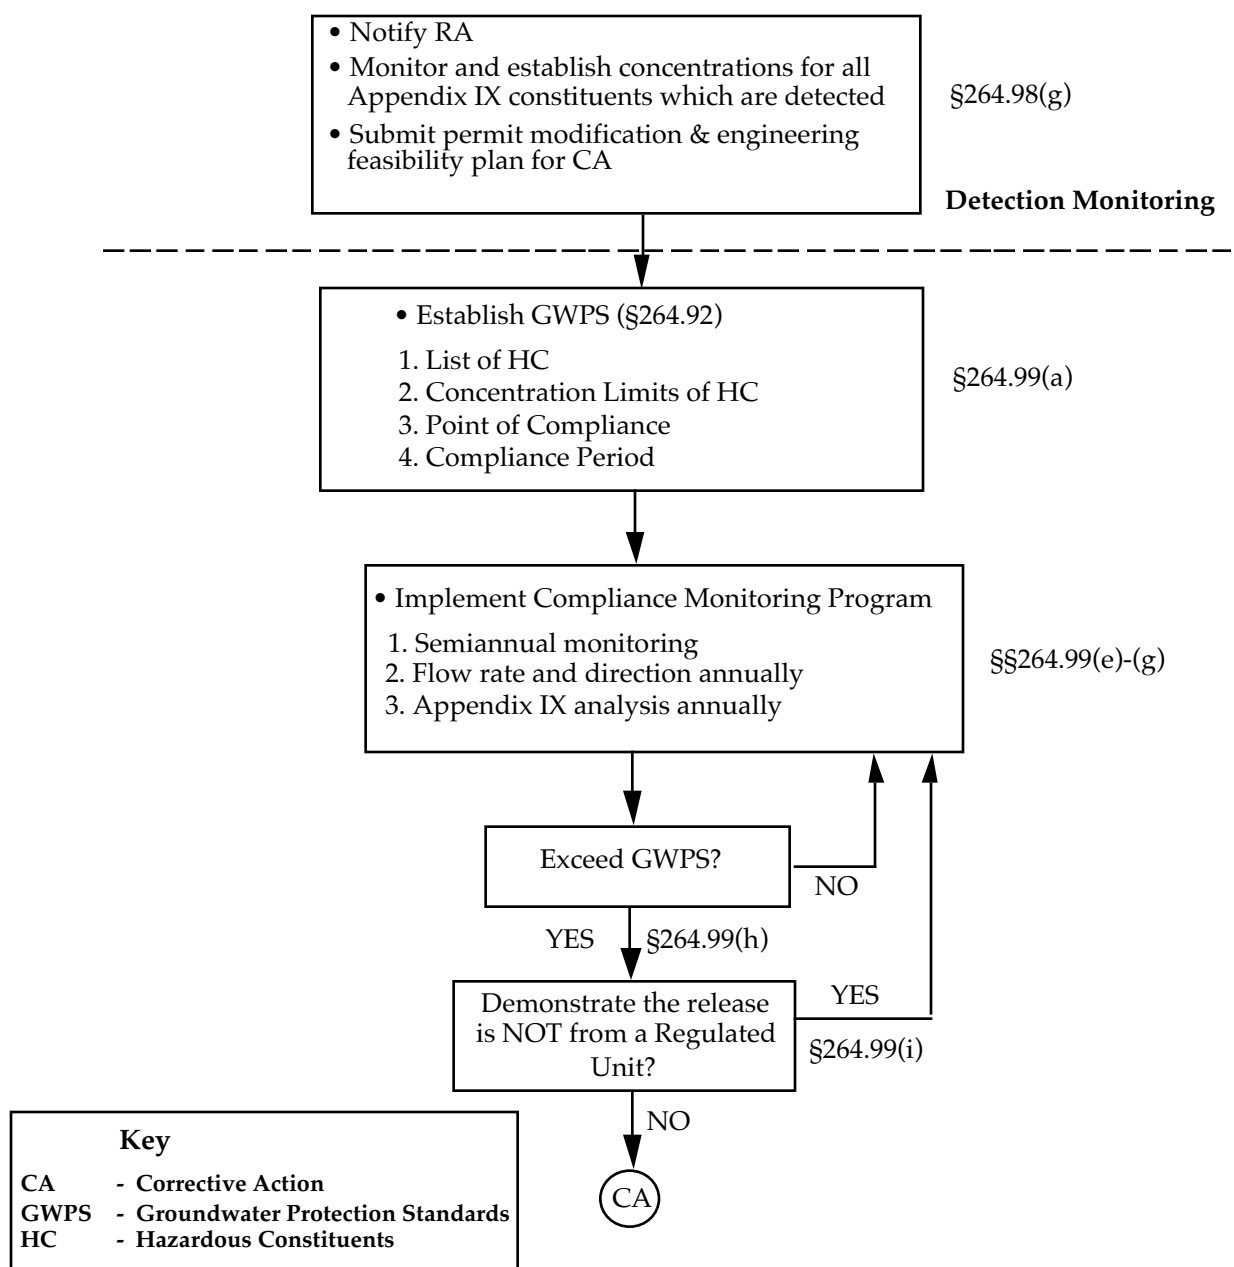 • Notify RA
• Monitor and establish concentrations for all
Appendix IX constituents which are detected
• Submit permit modification & engineering
feasibility plan for CA
§264.98(g)
Detection Monitoring
• Establish GWPS (§264.92)
1. List of HC
2. Concentration Limits of HC
3. Point of Compliance
4. Compliance Period
§264.99(a)
• Implement Compliance Monitoring Program
1. Semiannual monitoring
2. Flow rate and direction annually
3. Appendix IX analysis annually
§§264.99(e)-(g)
Exceed GWPS?
NO
YES
§264.99(h)
Demonstrate the release
is NOT from a Regulated
Unit?
YES
§264.99(i)
NO
CA
Key
CA - Corrective Action
GWPS - Groundwater Protection Standards
HC - Hazardous Constituents